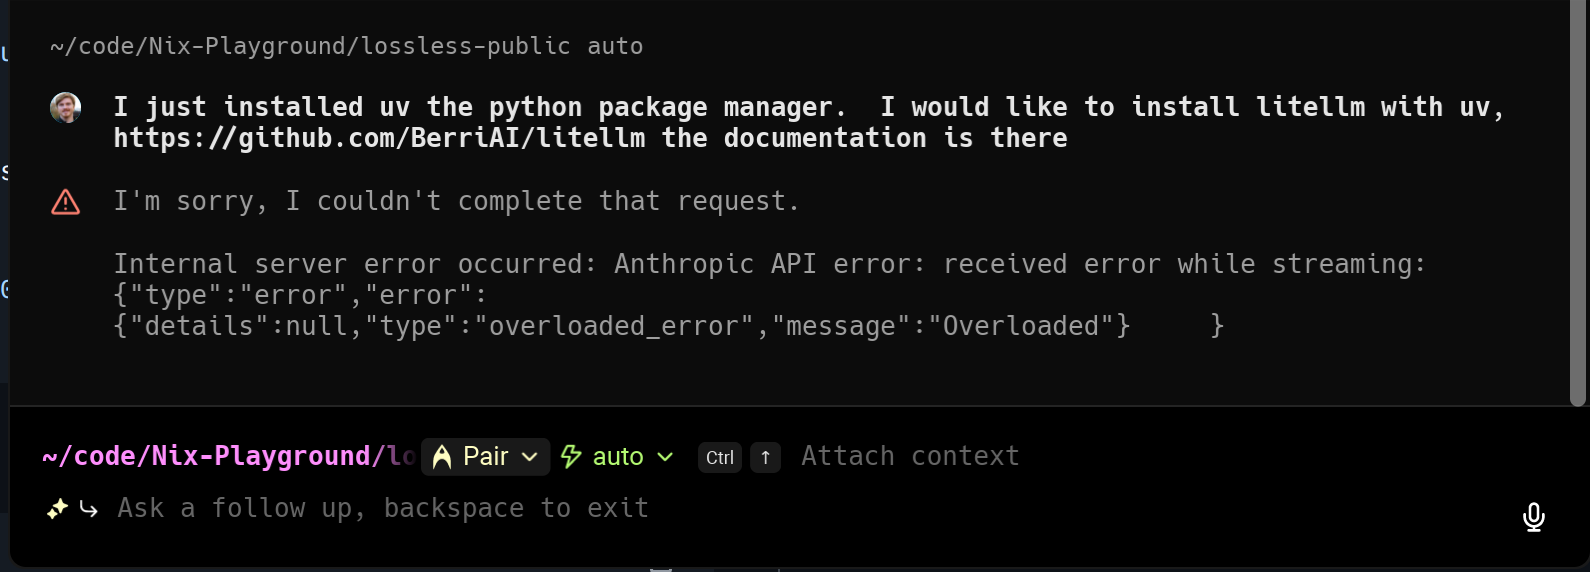 ~/code/Nix-Playground/lossless-public auto
I just installed uv the python package manager.  I would like to install litellm with uv,
https://github.com/BerriAI/litellm the documentation is there
I'm sorry, I couldn't complete that request.
Internal server error occurred: Anthropic API error: received error while streaming:
{"type":"error","error":
{"details":null,"type":"overloaded_error","message":"Overloaded"}     }
~/code/Nix-Playground/lo Pair auto Ctrl ↑ Attach context
Ask a follow up, backspace to exit